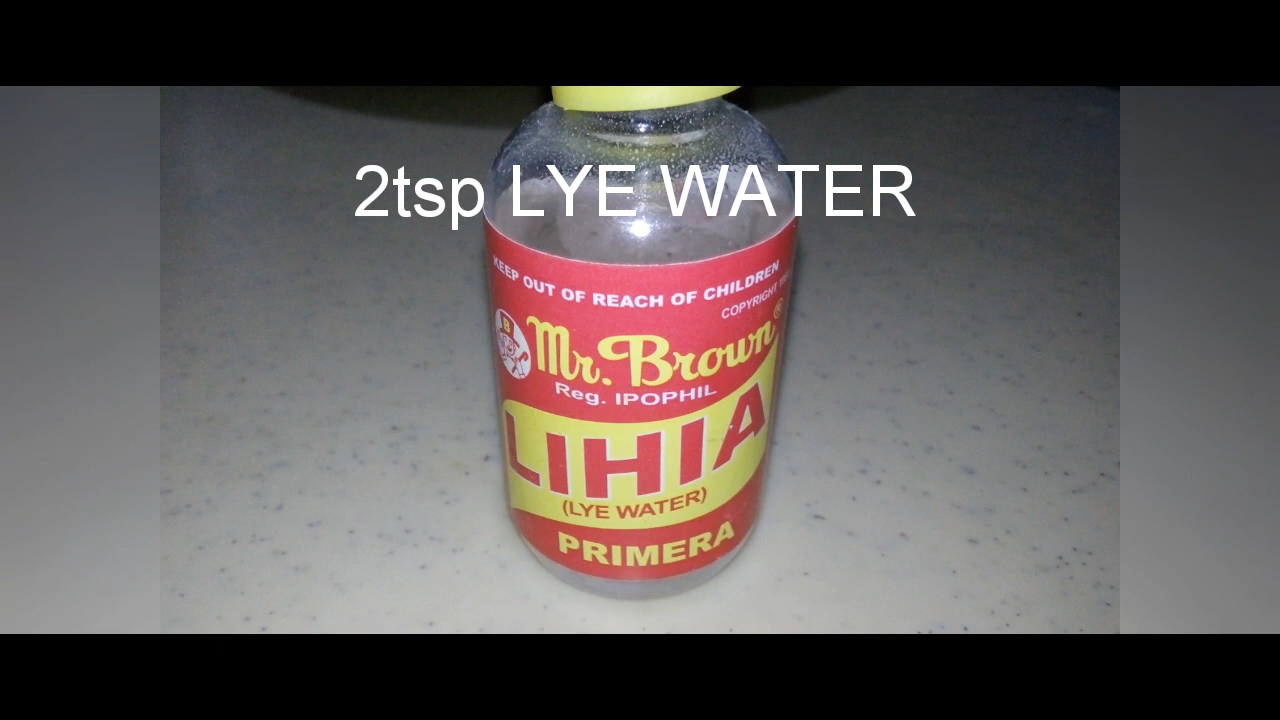 2tsp LYE WATER
KEEP OUT OF REACH OF CHILDREN
COPYRIGHT
B
Mr. Brown®
Reg. IPOPHIL
LIHIA
(LYE WATER)
PRIMERA